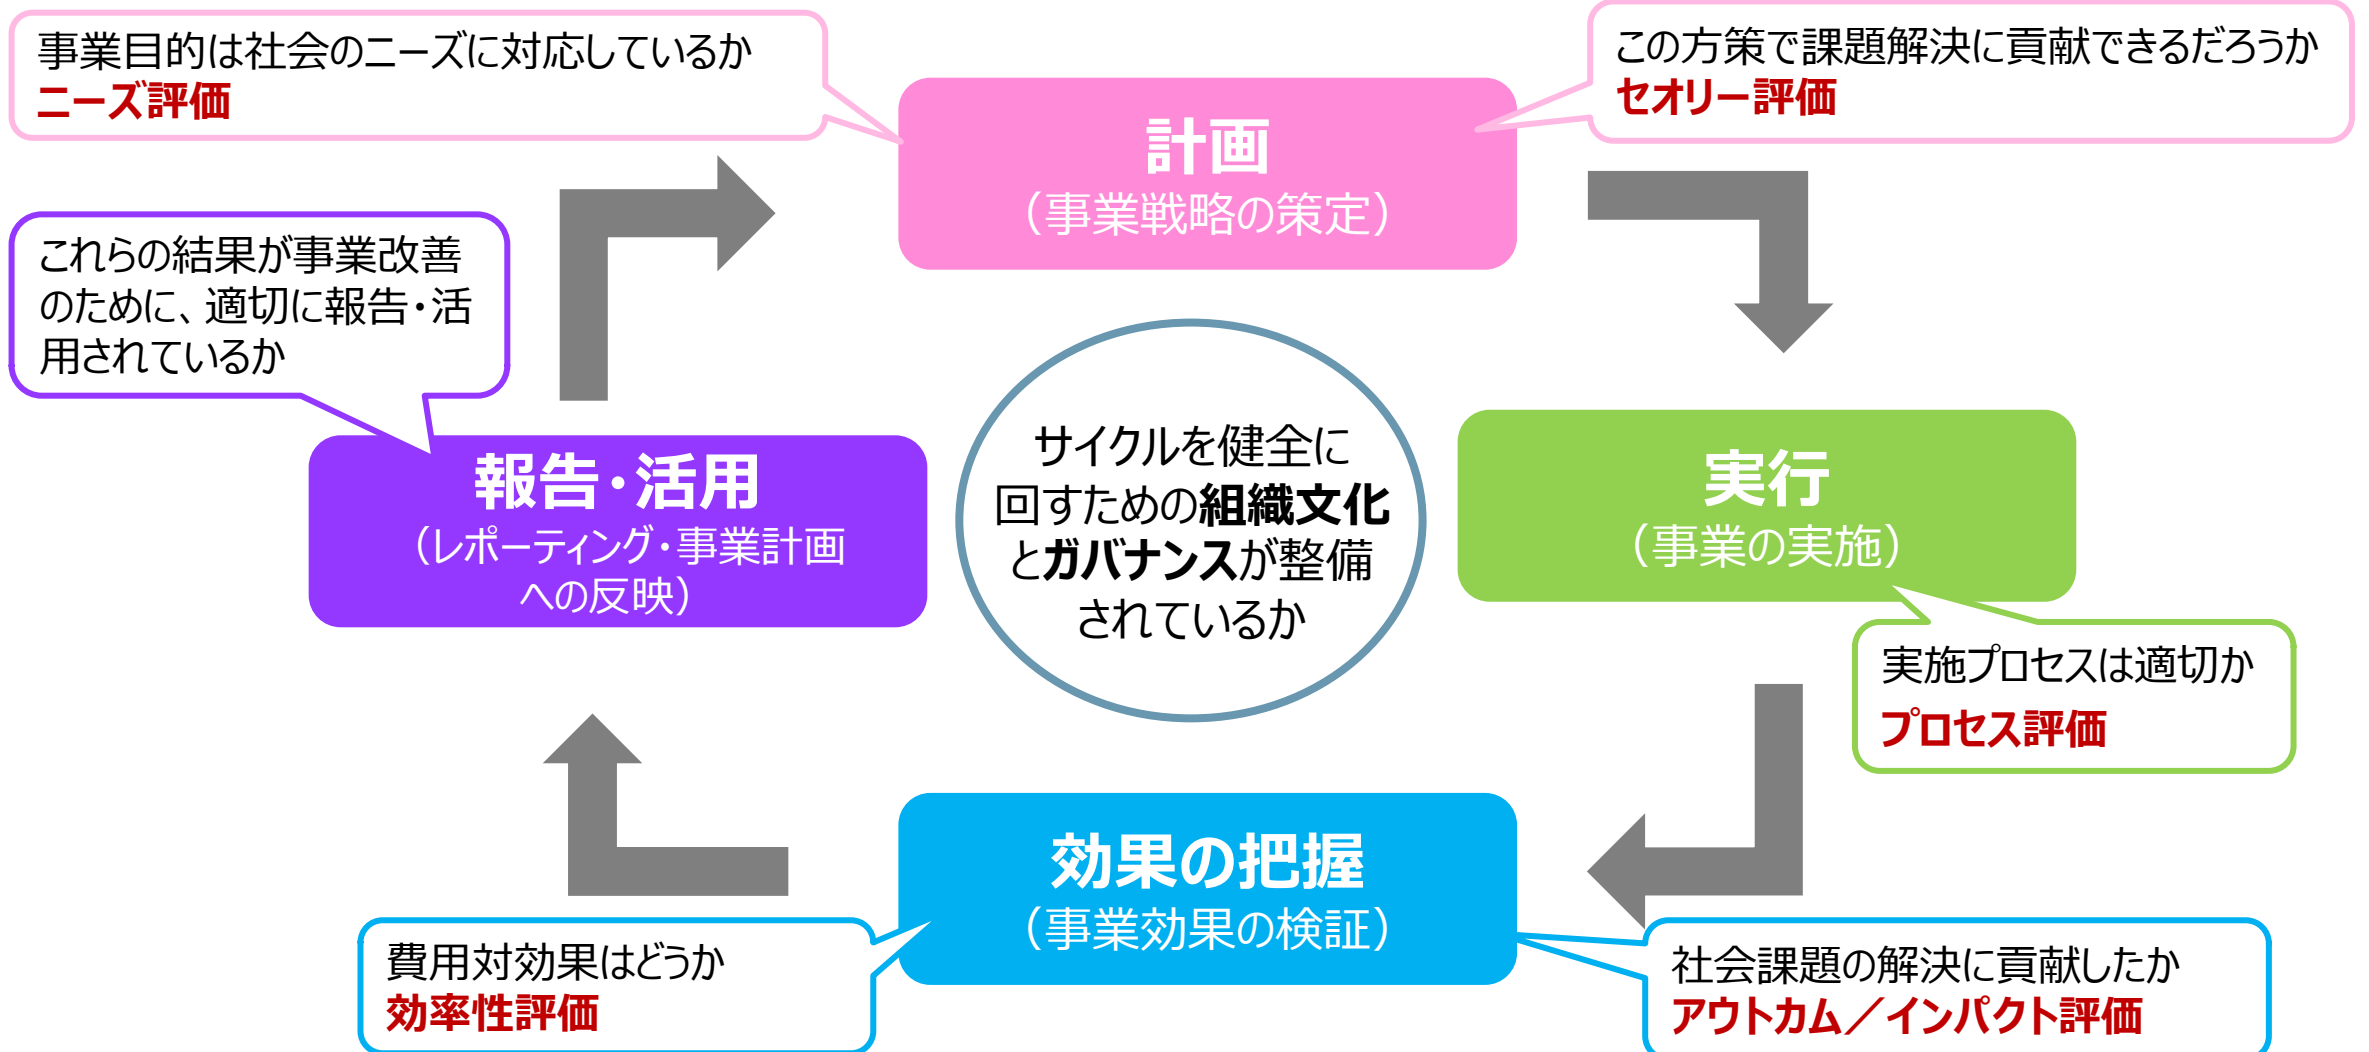 事業目的は社会のニーズに対応しているか
ニーズ評価
この方策で課題解決に貢献できるだろうか
セオリー評価
計画
（事業戦略の策定）
これらの結果が事業改善
のために、適切に報告・活
用されているか
報告・活用
（レポーティング・事業計画
への反映）
サイクルを健全に
回すための組織文化
とガバナンスが整備
されているか
実行
（事業の実施）
実施プロセスは適切か
プロセス評価
効果の把握
（事業効果の検証）
費用対効果はどうか
効率性評価
社会課題の解決に貢献したか
アウトカム／インパクト評価